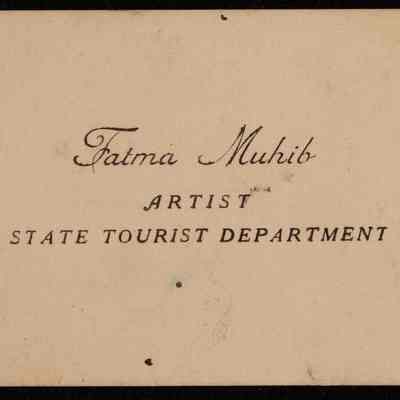 Fatma Muhib
ARTIST
STATE TOURIST DEPARTMENT